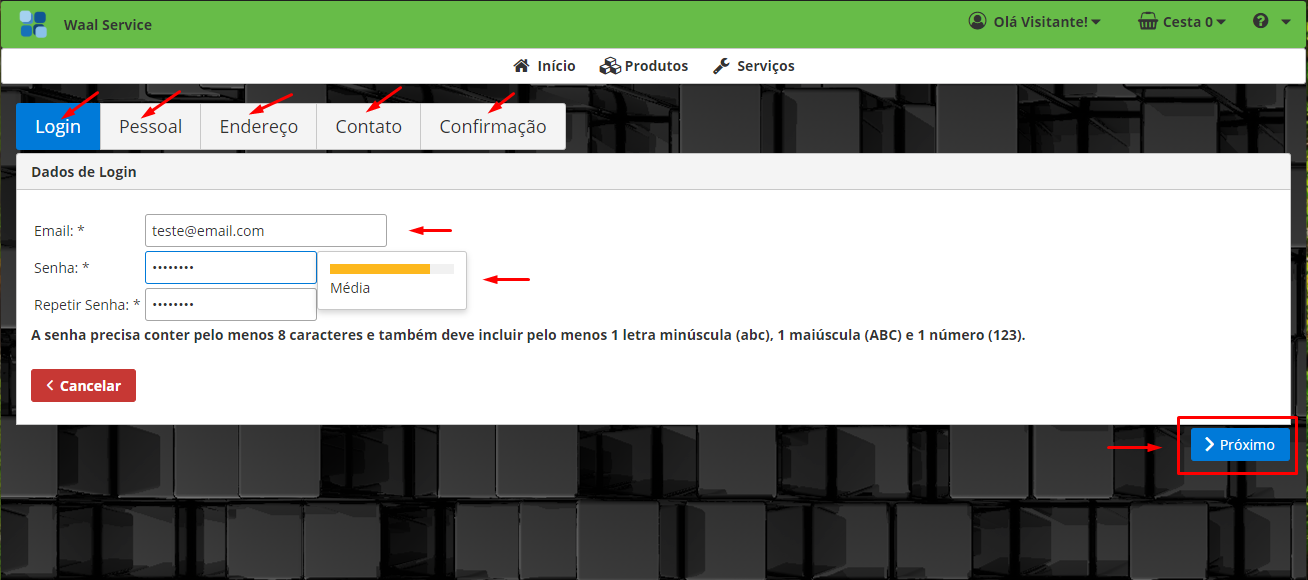 Waal Service
Olá Visitante!
Cesta 0
Início
Produtos
Serviços
Login
Pessoal
Endereço
Contato
Confirmação
Dados de Login
Email: *
teste@email.com
Senha: *
••••••••
Média
Repetir Senha: *
••••••••
A senha precisa conter pelo menos 8 caracteres e também deve incluir pelo menos 1 letra minúscula (abc), 1 maiúscula (ABC) e 1 número (123).
Cancelar
Próximo